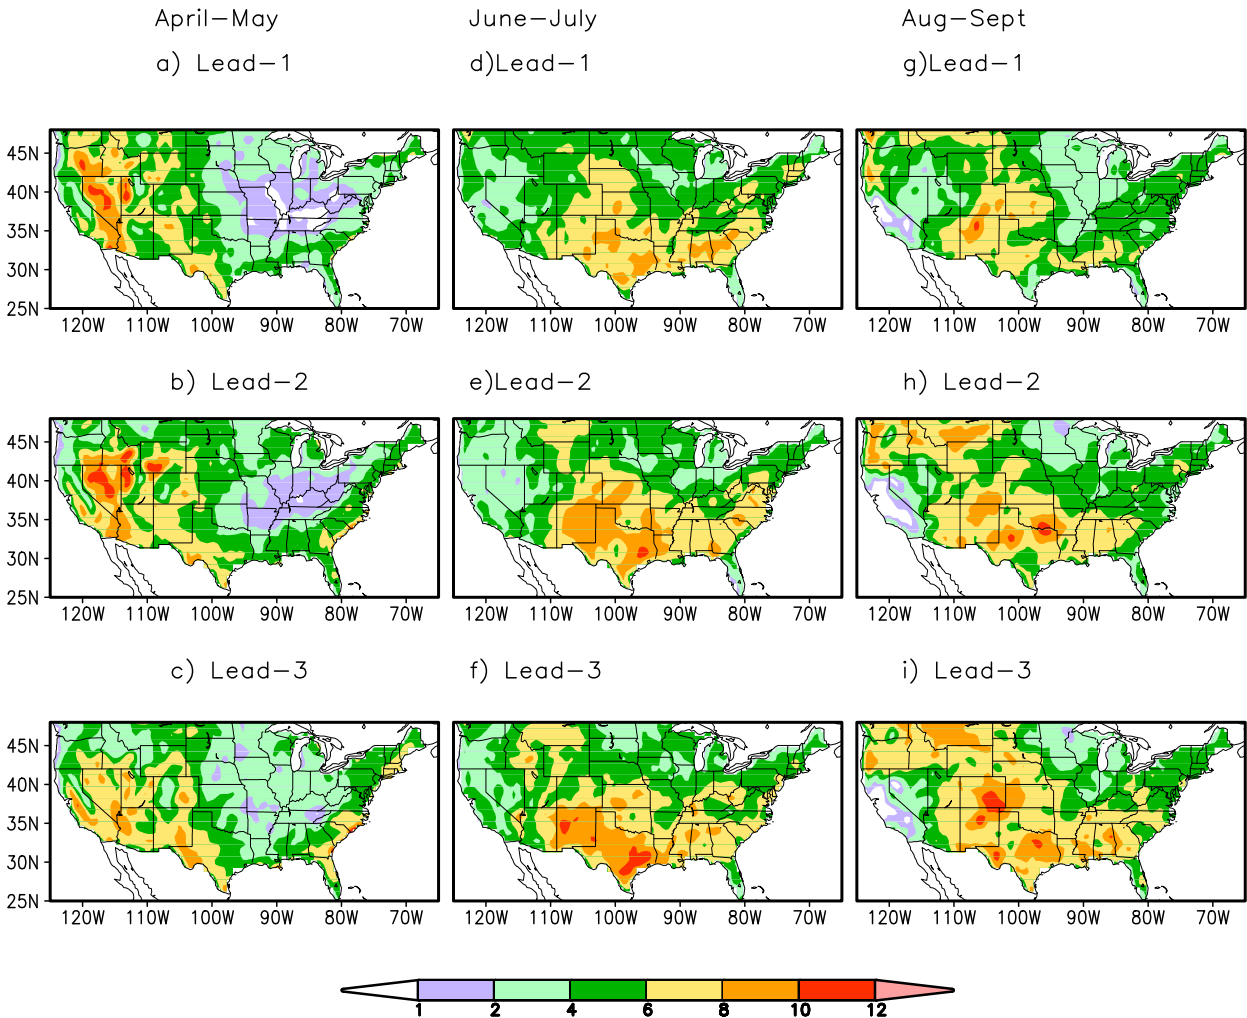 April−May June−July Aug−Sept
a) Lead−1 d)Lead−1 g)Lead−1
45N
40N
35N
30N
25N
120W 110W 100W 90W 80W 70W 120W 110W 100W 90W 80W 70W 120W 110W 100W 90W 80W 70W
b) Lead−2 e)Lead−2 h) Lead−2
45N
40N
35N
30N
25N
120W 110W 100W 90W 80W 70W 120W 110W 100W 90W 80W 70W 120W 110W 100W 90W 80W 70W
c) Lead−3 f) Lead−3 i) Lead−3
45N
40N
35N
30N
25N
120W 110W 100W 90W 80W 70W 120W 110W 100W 90W 80W 70W 120W 110W 100W 90W 80W 70W
1 2 4 6 8 10 12